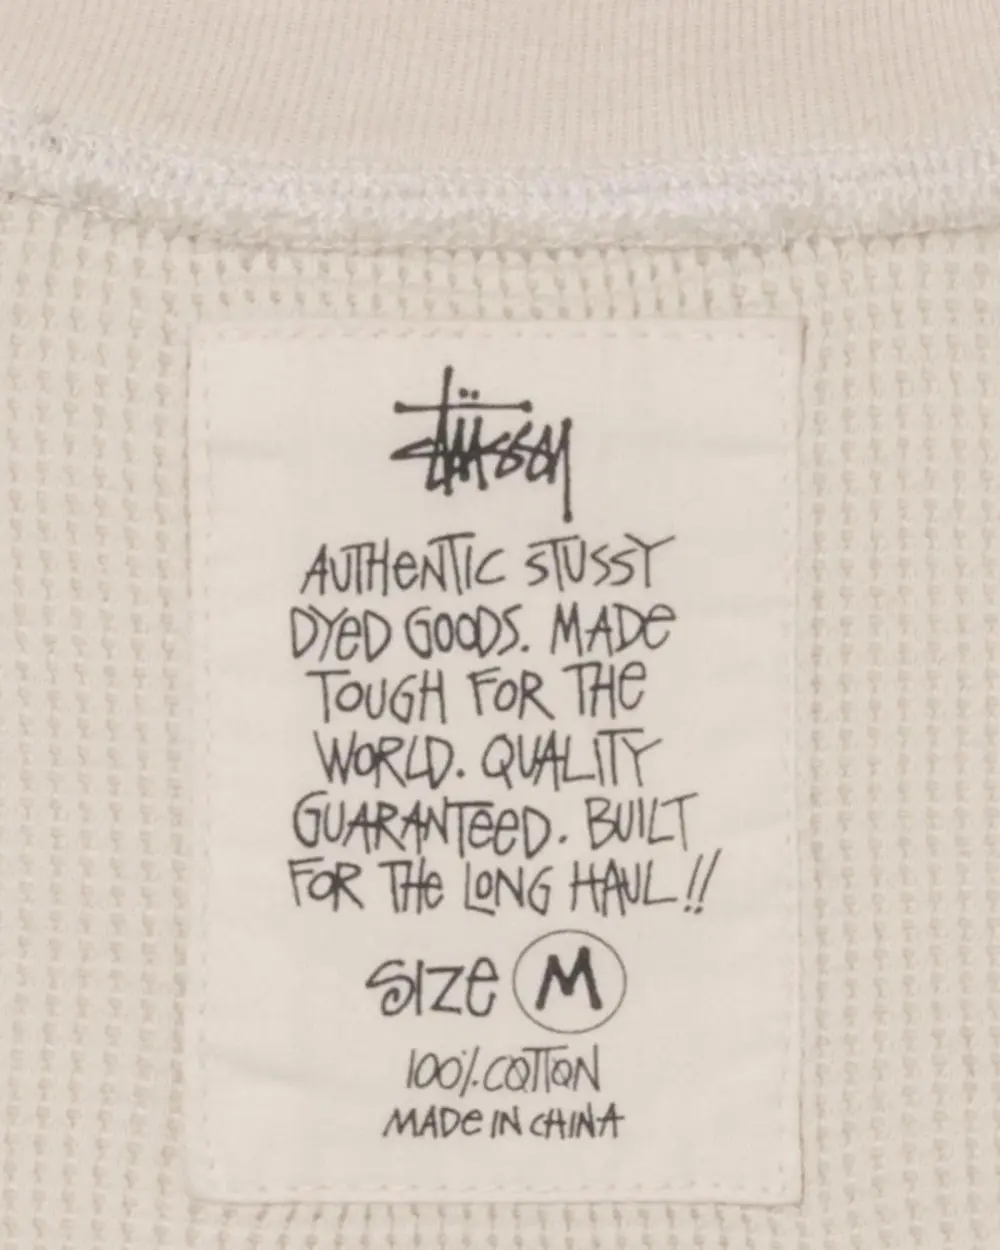 Stüssy
AUTHeNTIC STUSSY
DYeD GOODS. MADe
TOUGH FOR THe
WORLD. QUALITY
GUARANTeeD. BUILT
FOR THe LONG HAUL!!
SIZe M
100%.COTTON
MADe IN CHINA